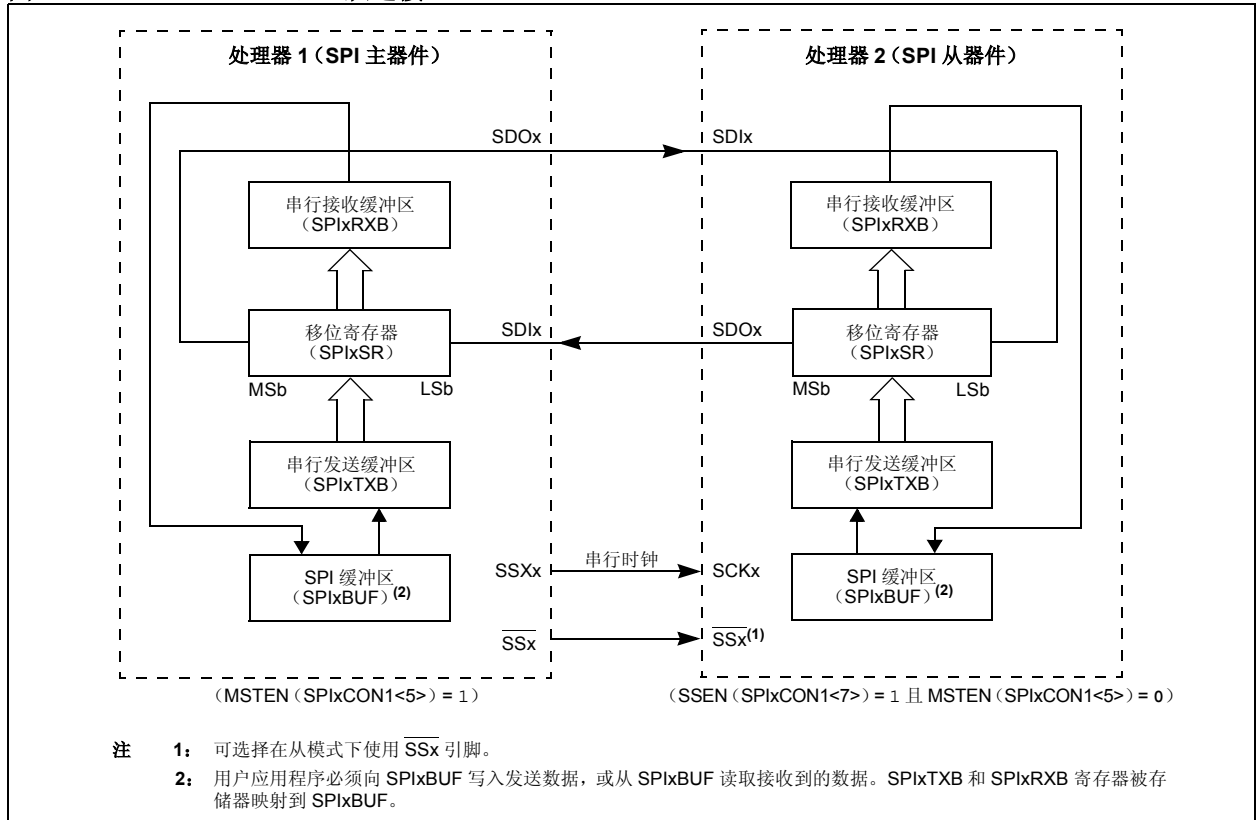 处理器 1（SPI 主器件）
处理器 2（SPI 从器件）
SDOx
SDIx
串行接收缓冲区
（SPIxRXB）
串行接收缓冲区
（SPIxRXB）
移位寄存器
（SPIxSR）
SDIx
SDOx
移位寄存器
（SPIxSR）
MSb
LSb
MSb
LSb
串行发送缓冲区
（SPIxTXB）
串行发送缓冲区
（SPIxTXB）
SPI 缓冲区
（SPIxBUF）(2)
SSXx
串行时钟
SCKx
SPI 缓冲区
（SPIxBUF）(2)
SSx
SSx(1)
（MSTEN（SPIxCON1<5>）= 1）
（SSEN（SPIxCON1<7>）= 1 且 MSTEN（SPIxCON1<5>）= 0）
注 1： 可选择在从模式下使用 SSx 引脚。
2： 用户应用程序必须向 SPIxBUF 写入发送数据，或从 SPIxBUF 读取接收到的数据。SPIxTXB 和 SPIxRXB 寄存器被存
储器映射到 SPIxBUF。